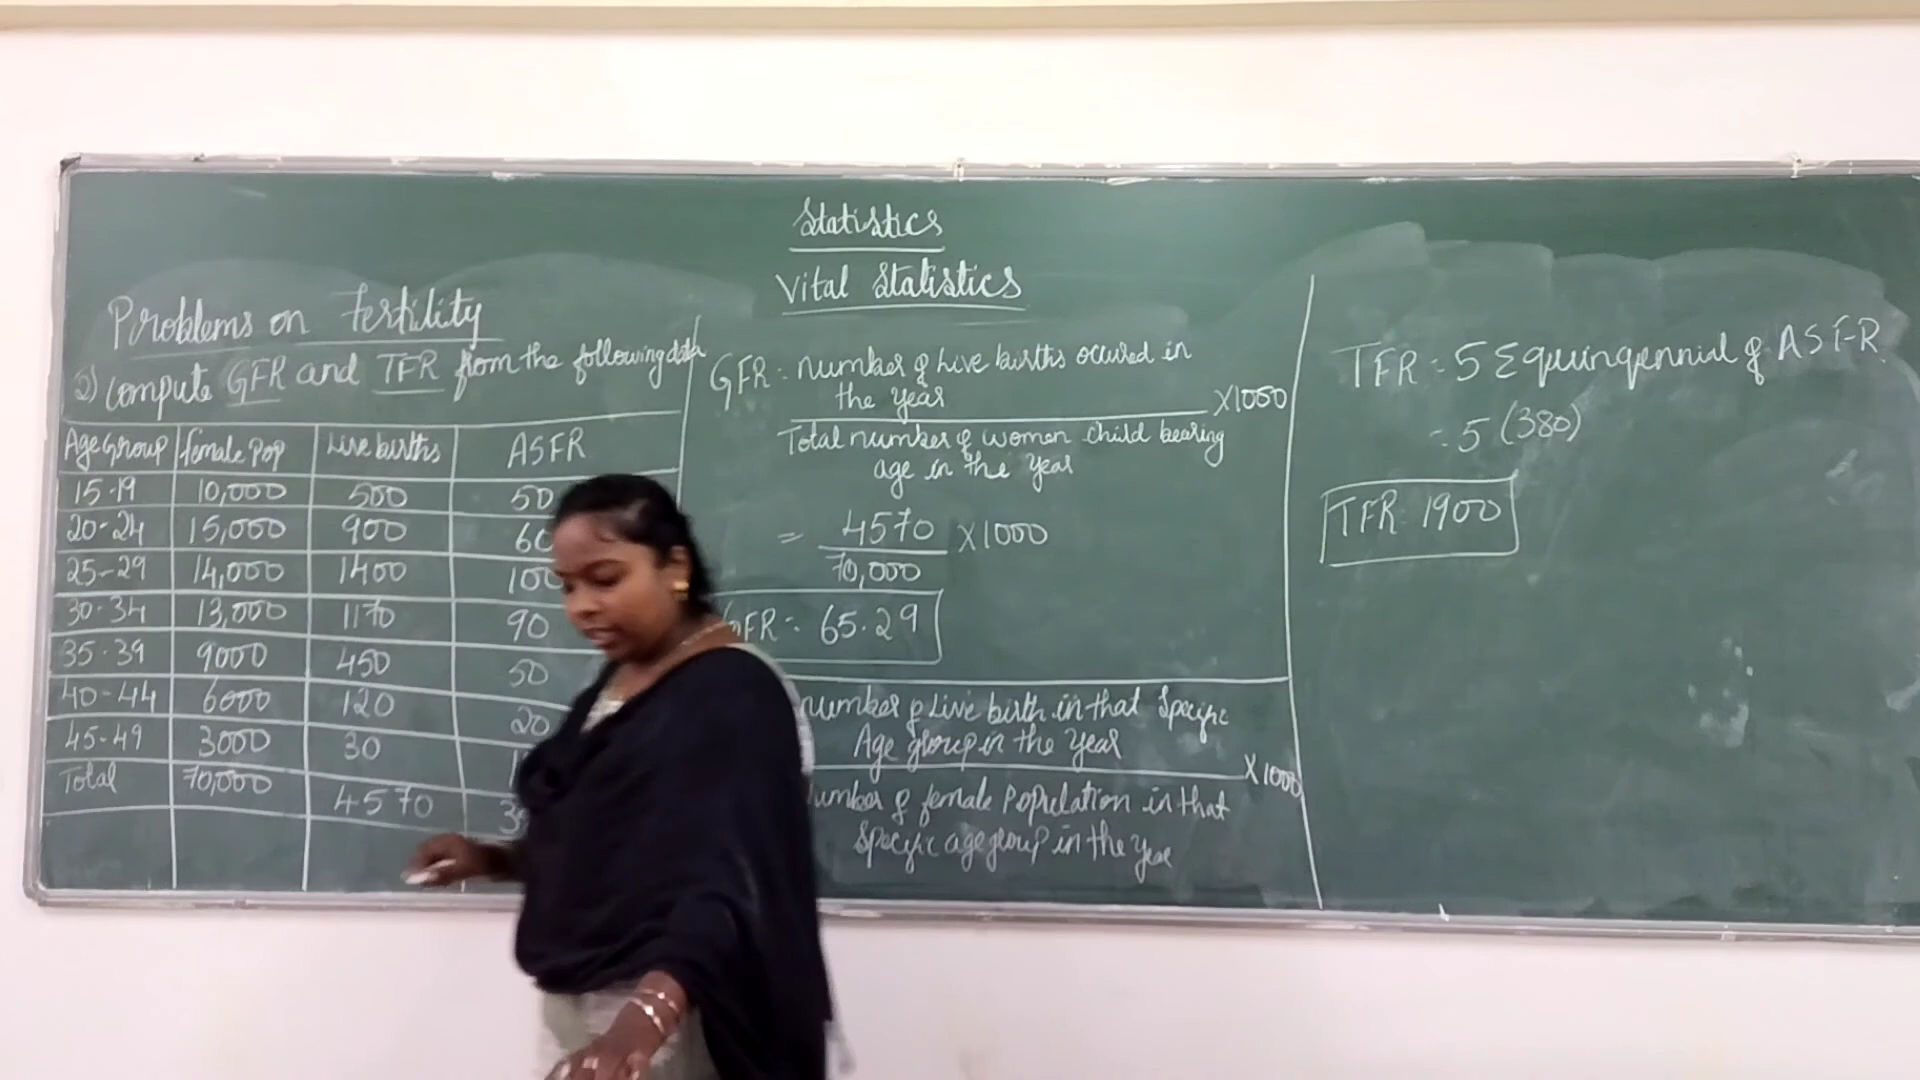 Statistics
Vital Statistics
Problems on Fertility
2) Compute GFR and TFR from the following data
Age Group female Pop Live births ASFR
15-19 10,000 500 50
20-24 15,000 900 60
25-29 14,000 1400 100
30-34 13,000 1170 90
35-39 9000 450 50
40-44 6000 120 20
45-49 3000 30
Total 70,000 4570
GFR = number of Live births occured in
the Year
X1000
Total number of women child bearing
age in the Year
= 4570 X1000
70,000
GFR = 65.29
number of Live birth in that Specific
Age group in the Year
X1000
number of female Population in that
Specific age group in the Year
TFR = 5 Σ quinquennial of ASFR
= 5 (380)
TFR = 1900